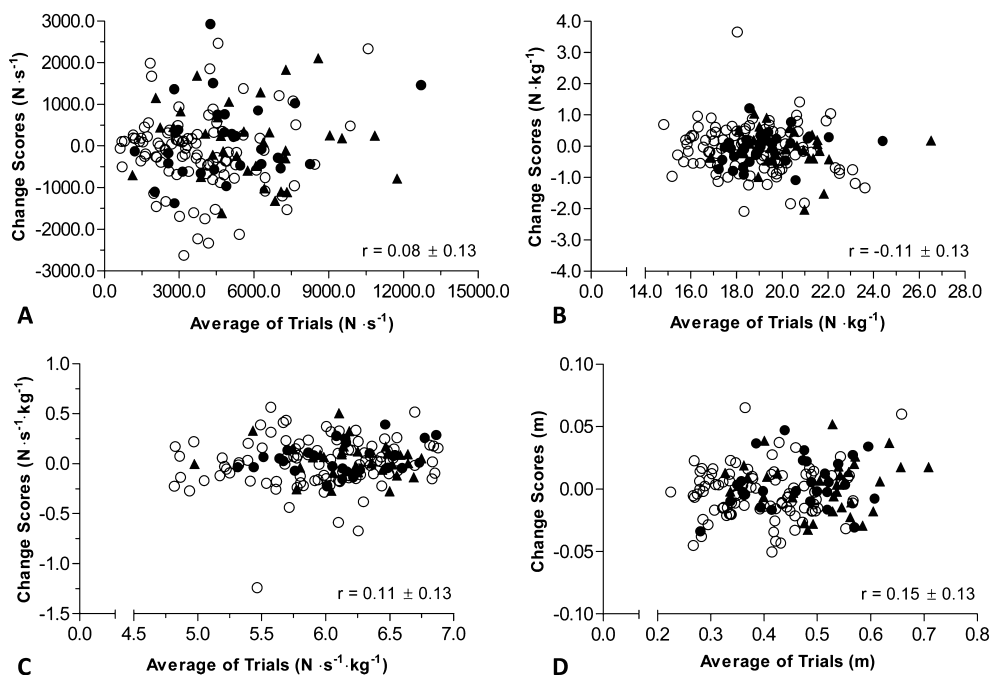 3000.0
2000.0
1000.0
0.0
-1000.0
-2000.0
-3000.0
Change Scores (N ·s⁻¹)
r = 0.08 ± 0.13
0.0 3000.0 6000.0 9000.0 12000.0 15000.0
Average of Trials (N ·s⁻¹)
A
4.0
3.0
2.0
1.0
0.0
-1.0
-2.0
-3.0
-4.0
Change Scores (N·kg⁻¹)
r = -0.11 ± 0.13
0.0 14.0 16.0 18.0 20.0 22.0 24.0 26.0 28.0
Average of Trials (N ·kg⁻¹)
B
1.0
0.5
0.0
-0.5
-1.0
-1.5
Change Scores (N ·s⁻¹·kg⁻¹)
r = 0.11 ± 0.13
0.0 4.5 5.0 5.5 6.0 6.5 7.0
Average of Trials (N ·s⁻¹·kg⁻¹)
C
0.10
0.05
0.00
-0.05
-0.10
Change Scores (m)
r = 0.15 ± 0.13
0.0 0.2 0.3 0.4 0.5 0.6 0.7 0.8
Average of Trials (m)
D